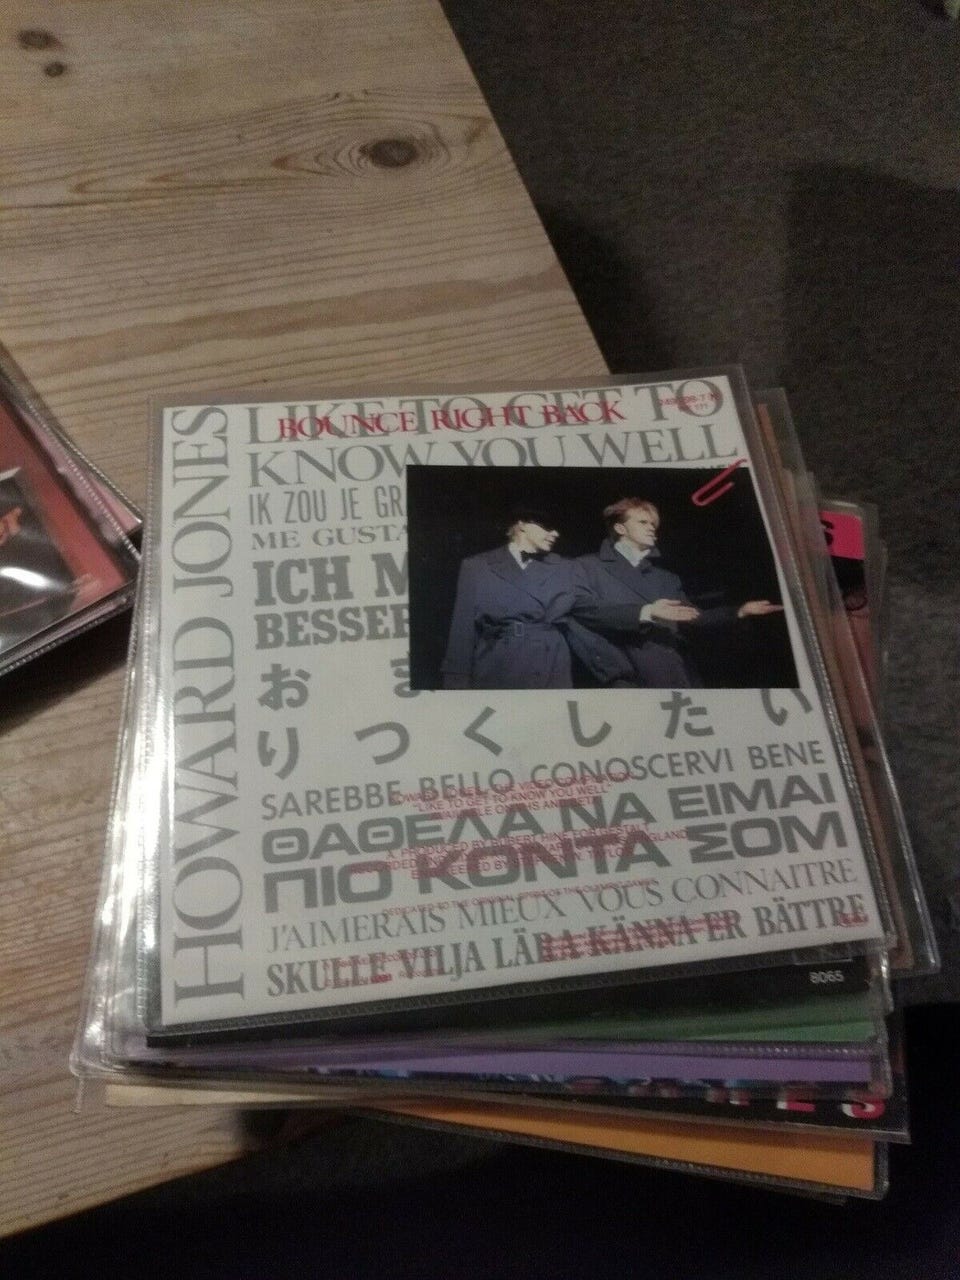 HOWARD JONES
LIKE TO GET TO
BOUNCE RIGHT BACK
KNOW YOU WELL
IK ZOU JE GR
ME GUSTA
ICH M
BESSER
お
りつくしたい
SAREBBE BELLO CONOSCERVI BENE
"LIKE TO GET TO KNOW YOU WELL"
ΘΑΘΕΛΑ ΝΑ ΕΙΜΑΙ
ΠΙΟ ΚΟΝΤΑ ΣΟΜ
J'AIMERAIS MIEUX VOUS CONNAITRE
SKULLE VILJA LÄRA KÄNNA ER BÄTTRE
8065